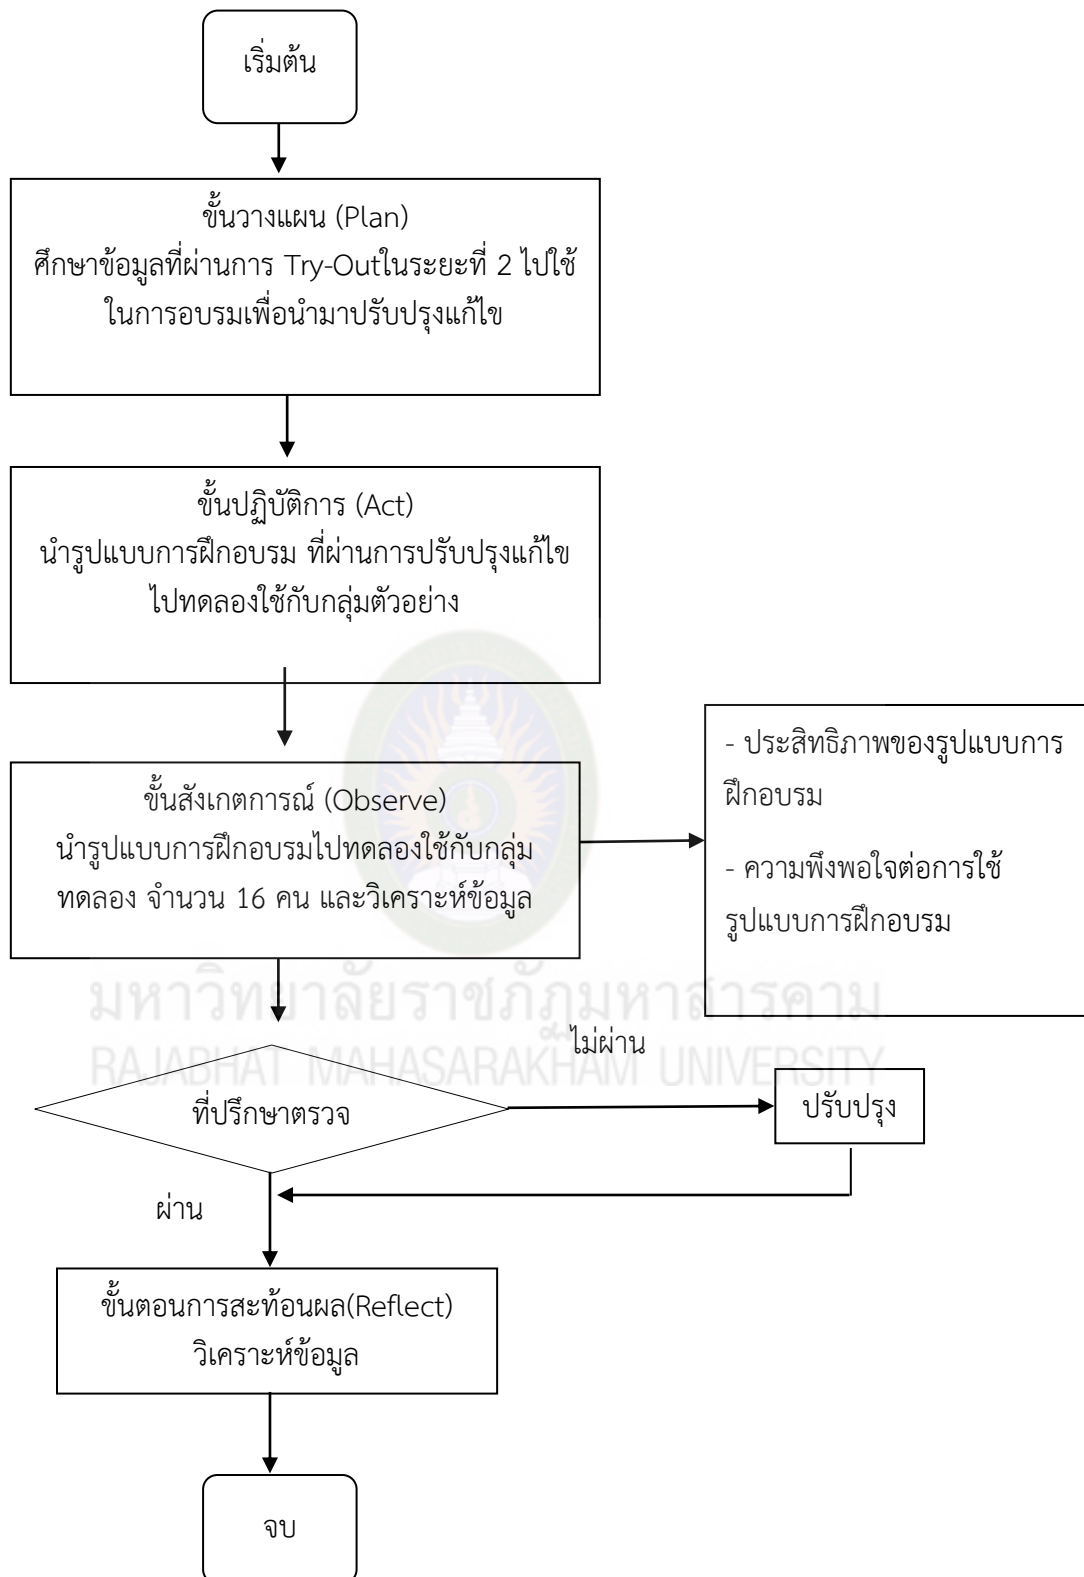 เริ่มต้น
ขั้นวางแผน (Plan)
ศึกษาข้อมูลที่ผ่านการ Try-Outในระยะที่ 2 ไปใช้
ในการอบรมเพื่อนำมาปรับปรุงแก้ไข
ขั้นปฏิบัติการ (Act)
นำรูปแบบการฝึกอบรม ที่ผ่านการปรับปรุงแก้ไข
ไปทดลองใช้กับกลุ่มตัวอย่าง
ขั้นสังเกตการณ์ (Observe)
นำรูปแบบการฝึกอบรมไปทดลองใช้กับกลุ่ม
ทดลอง จำนวน 16 คน และวิเคราะห์ข้อมูล
- ประสิทธิภาพของรูปแบบการ
ฝึกอบรม
- ความพึงพอใจต่อการใช้
รูปแบบการฝึกอบรม
มหาวิทยาลัยราชภัฏมหาสารคาม
RAJABHAT MAHASARAKHAM UNIVERSITY
ไม่ผ่าน
ที่ปรึกษาตรวจ
ปรับปรุง
ผ่าน
ขั้นตอนการสะท้อนผล(Reflect)
วิเคราะห์ข้อมูล
จบ